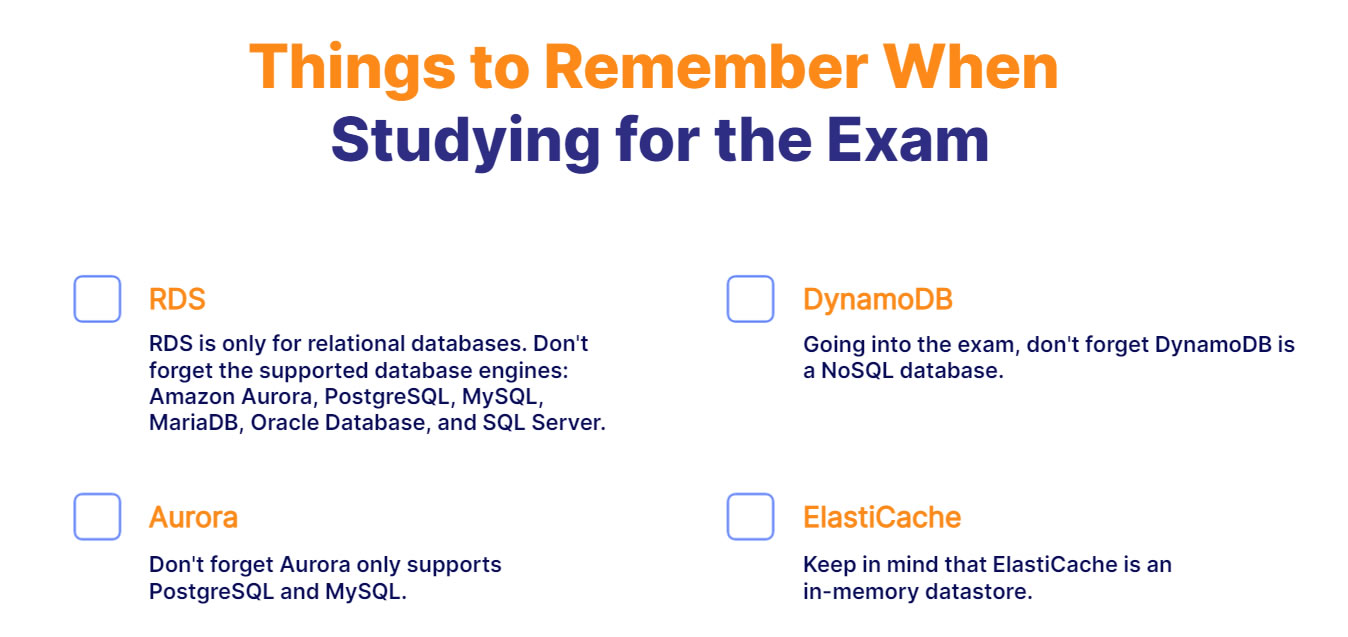 Things to Remember When
Studying for the Exam
RDS
RDS is only for relational databases. Don't
forget the supported database engines:
Amazon Aurora, PostgreSQL, MySQL,
MariaDB, Oracle Database, and SQL Server.
DynamoDB
Going into the exam, don't forget DynamoDB is
a NoSQL database.
Aurora
Don't forget Aurora only supports
PostgreSQL and MySQL.
ElastiCache
Keep in mind that ElastiCache is an
in-memory datastore.